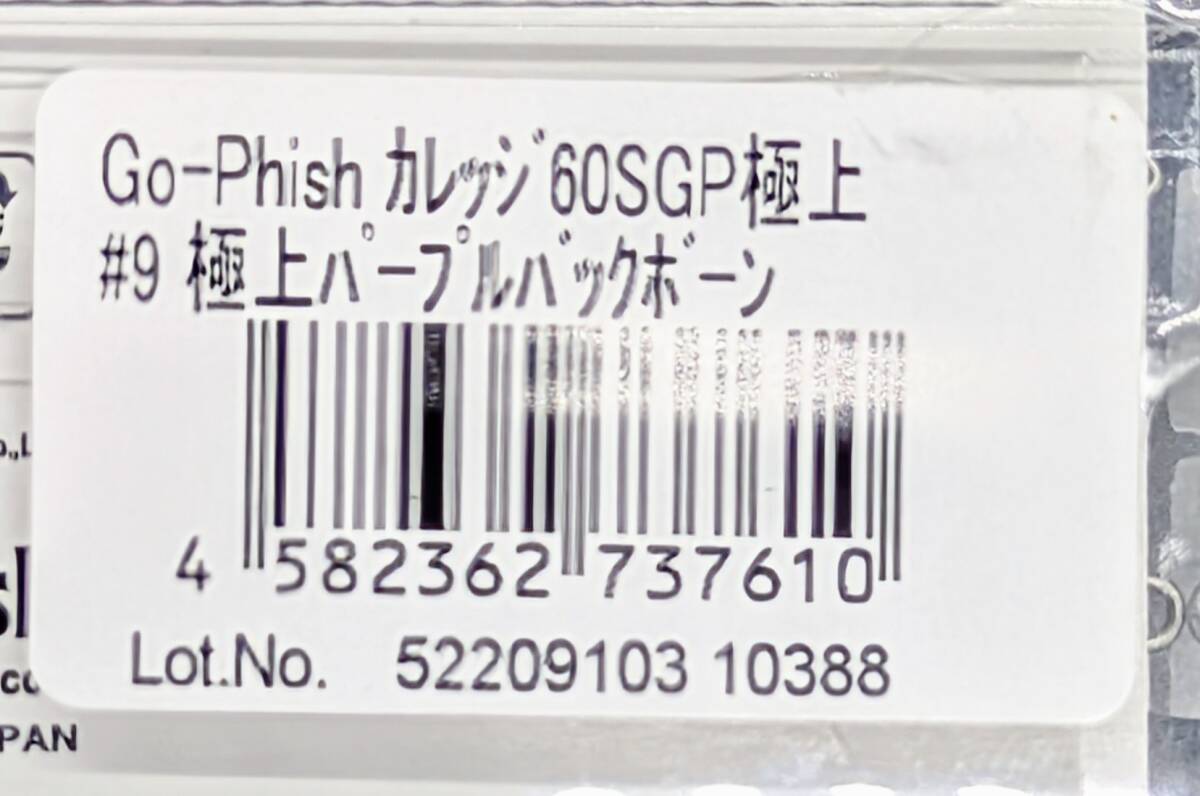 Go-Phish ｶﾚｯｼﾞ60SGP極上
#9 極上ﾊﾟｰﾌﾟﾙﾊﾞｯｸﾎﾞｰﾝ
4 582362 737610
Lot.No. 52209103 10388
PAN